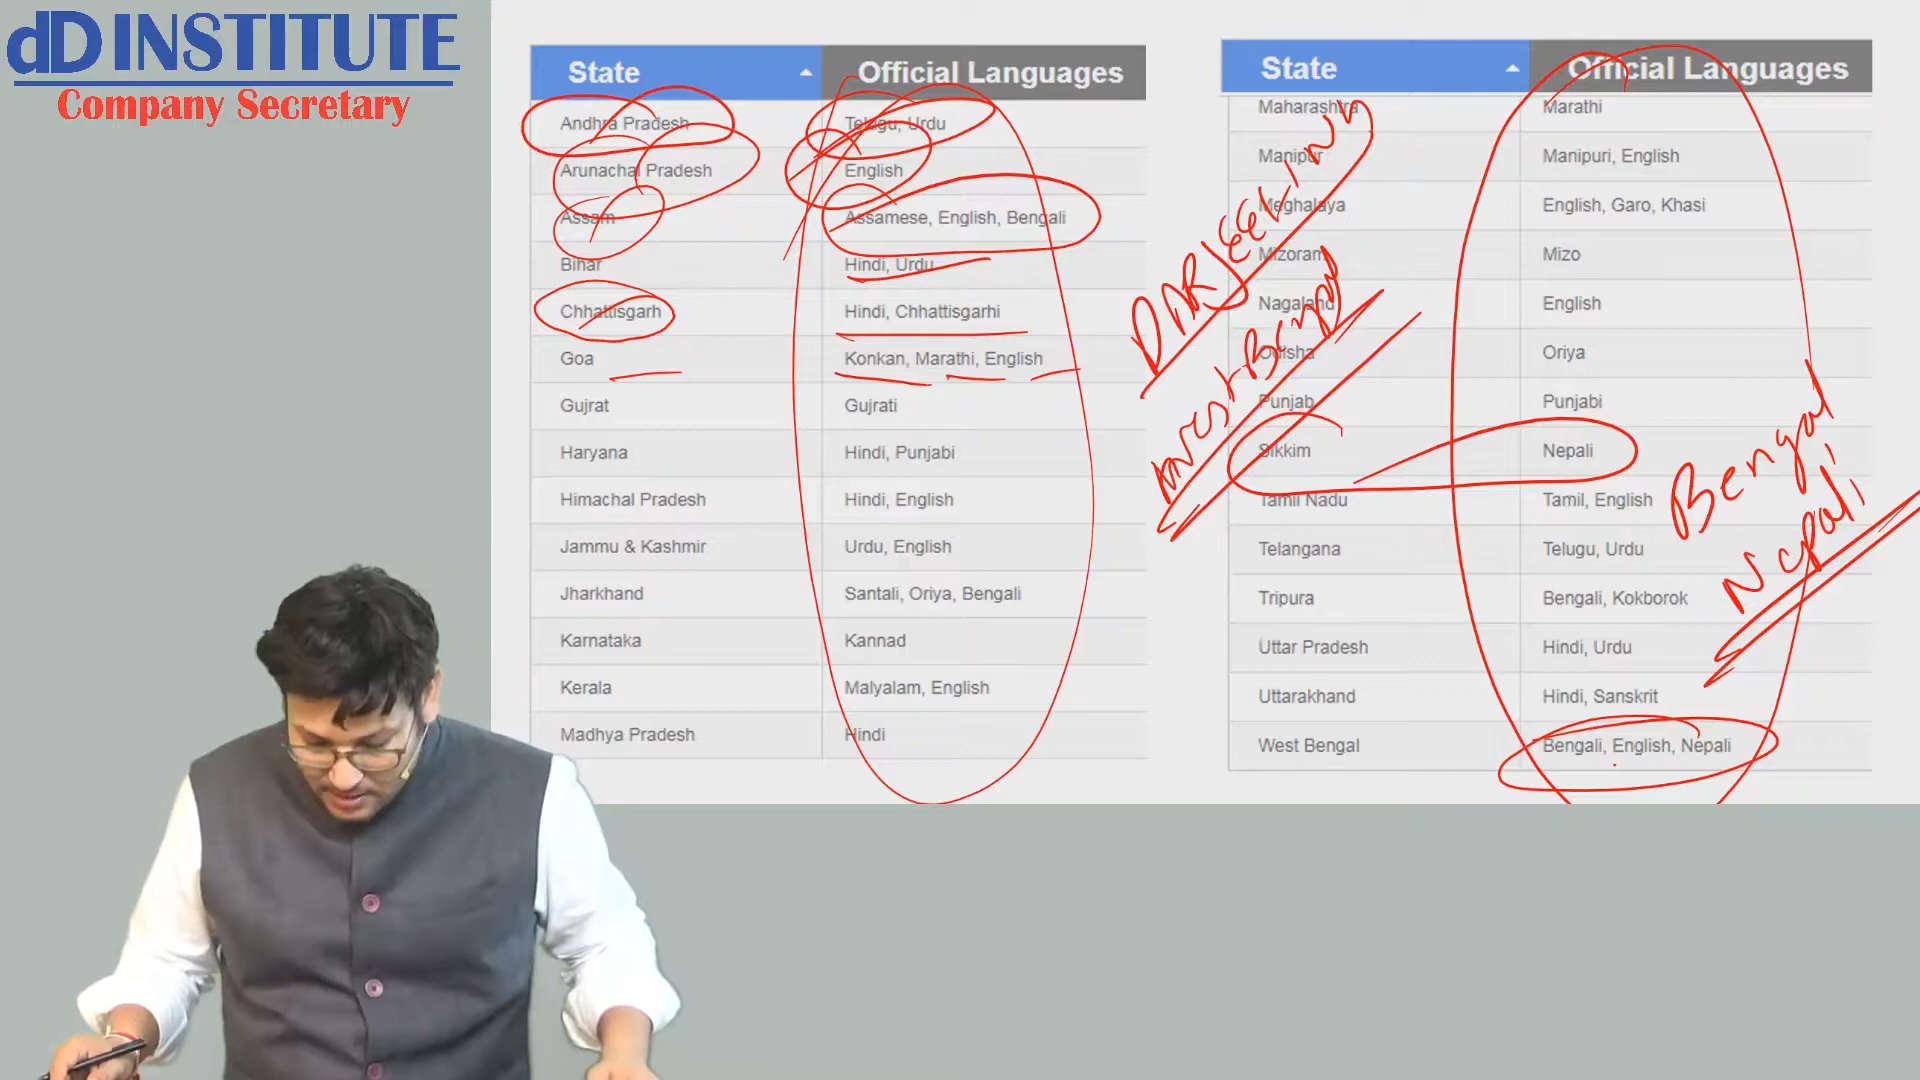 dD INSTITUTE
Company Secretary
State Official Languages
Andhra Pradesh Telugu, Urdu
Arunachal Pradesh English
Assam Assamese, English, Bengali
Bihar Hindi, Urdu
Chhattisgarh Hindi, Chhattisgarhi
Goa Konkan, Marathi, English
Gujrat Gujrati
Haryana Hindi, Punjabi
Himachal Pradesh Hindi, English
Jammu & Kashmir Urdu, English
Jharkhand Santali, Oriya, Bengali
Karnataka Kannad
Kerala Malyalam, English
Madhya Pradesh Hindi
State Official Languages
Maharashtra Marathi
Manipur Manipuri, English
Meghalaya English, Garo, Khasi
Mizoram Mizo
Nagaland English
Odisha Oriya
Punjab Punjabi
Sikkim Nepali
Tamil Nadu Tamil, English
Telangana Telugu, Urdu
Tripura Bengali, Kokborok
Uttar Pradesh Hindi, Urdu
Uttarakhand Hindi, Sanskrit
West Bengal Bengali, English, Nepali
DARJEELING
West Bengal
Bengal
Nepali